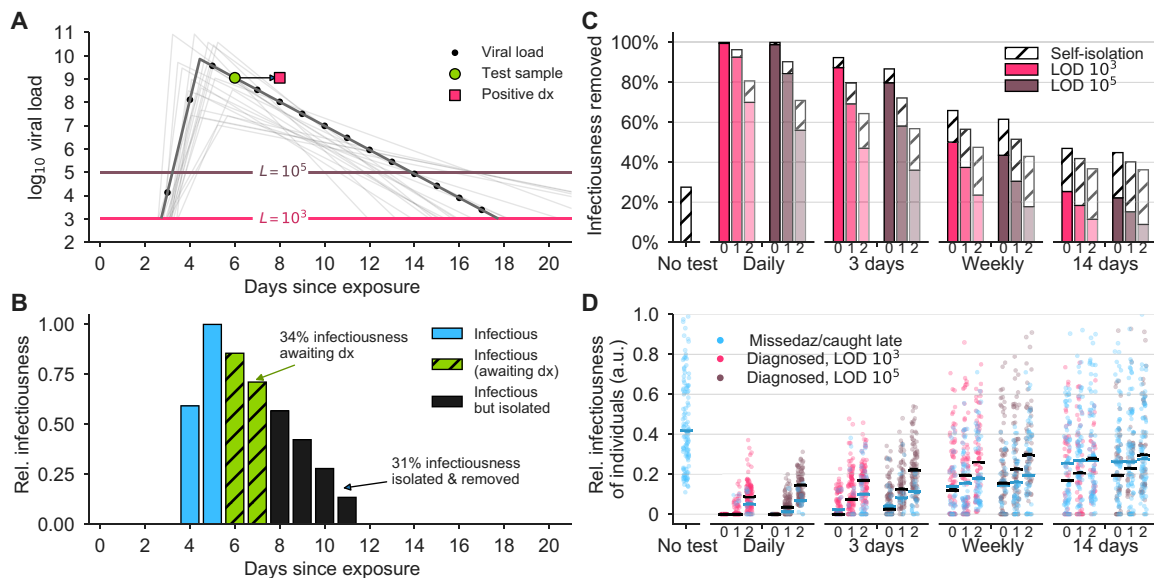 A
11
10
9
8
7
6
5
4
3
2
log10 viral load
Viral load
Test sample
Positive dx
L = 10^5
L = 10^3
0 2 4 6 8 10 12 14 16 18 20
Days since exposure
B
1.00
0.75
0.50
0.25
0.00
Rel. infectiousness
34% infectiousness
awaiting dx
Infectious
Infectious
(awaiting dx)
Infectious
but isolated
31% infectiousness
isolated & removed
0 2 4 6 8 10 12 14 16 18 20
Days since exposure
C
100%
80%
60%
40%
20%
0%
Infectiousness removed
Self-isolation
LOD 10^3
LOD 10^5
0 1 2 0 1 2 0 1 2 0 1 2 0 1 2 0 1 2 0 1 2 0 1 2
No test Daily 3 days Weekly 14 days
D
1.0
0.8
0.6
0.4
0.2
0
Rel. infectiousness
of individuals (a.u.)
Missedaz/caught late
Diagnosed, LOD 10^3
Diagnosed, LOD 10^5
0 1 2 0 1 2 0 1 2 0 1 2 0 1 2 0 1 2 0 1 2 0 1 2
No test Daily 3 days Weekly 14 days